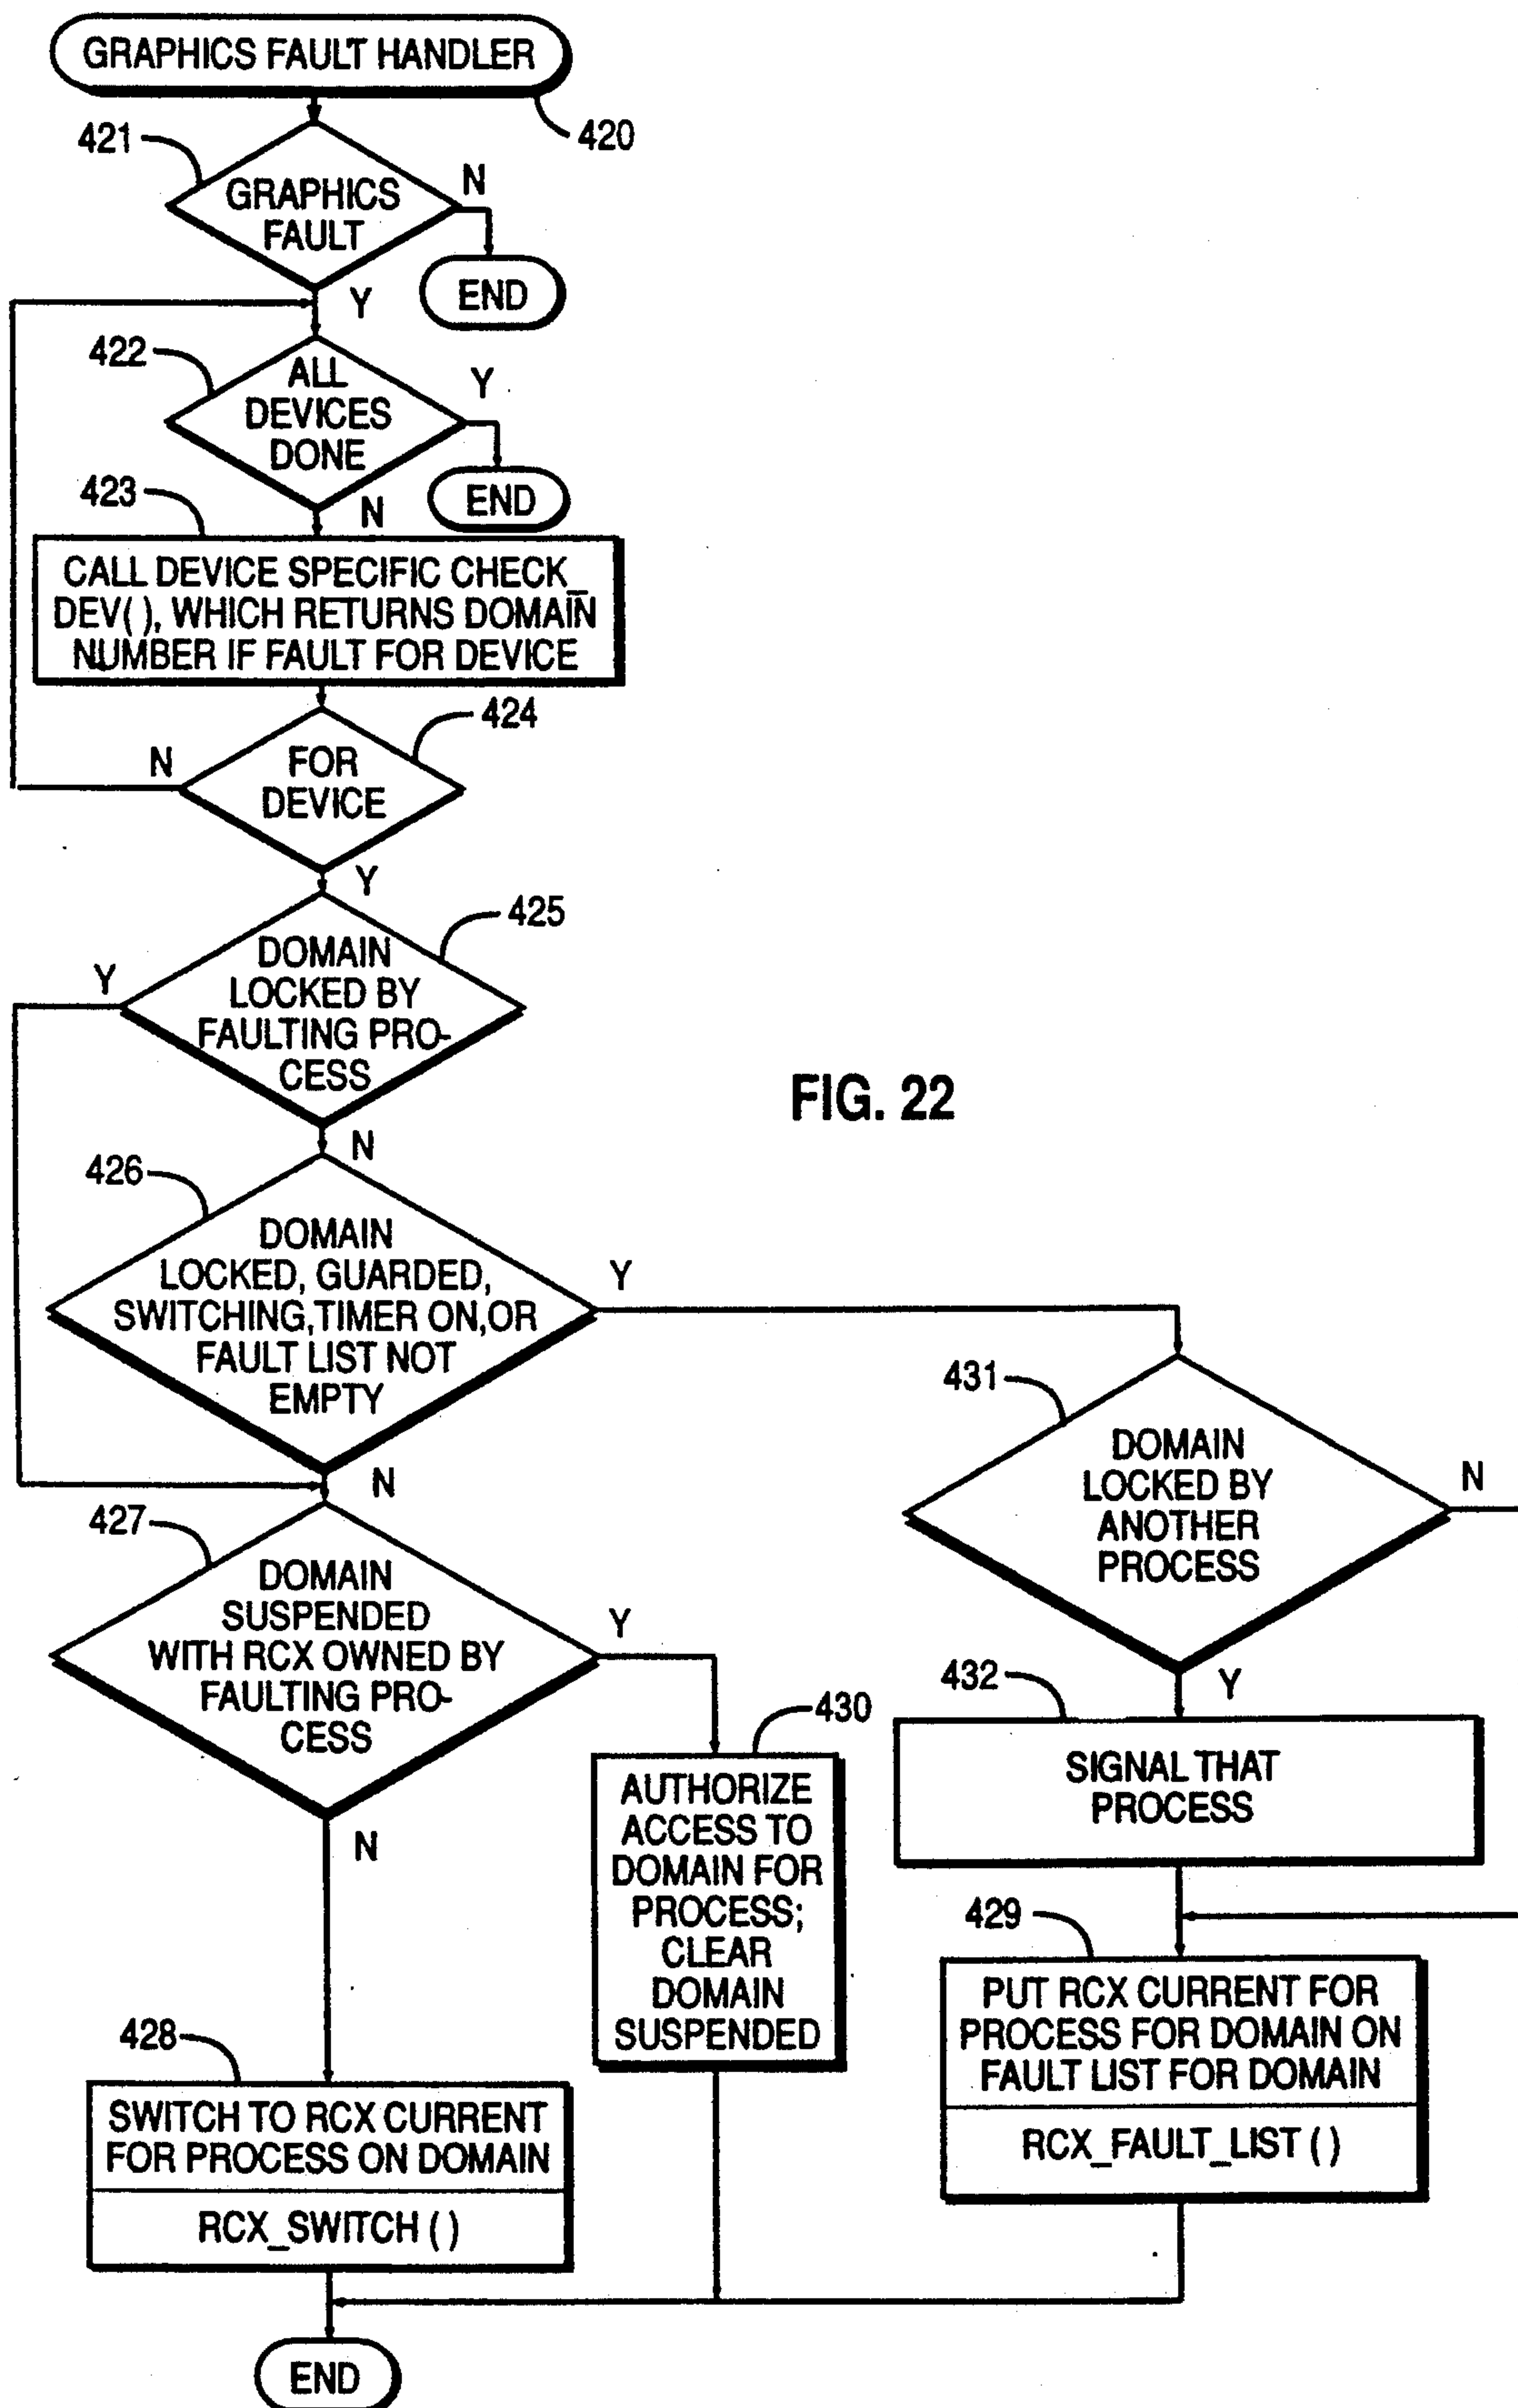 GRAPHICS FAULT HANDLER
420
421
GRAPHICS
FAULT
N
END
Y
422
ALL
DEVICES
DONE
Y
END
423
N
CALL DEVICE SPECIFIC CHECK_
DEV( ), WHICH RETURNS DOMAIN
NUMBER IF FAULT FOR DEVICE
424
N
FOR
DEVICE
Y
425
Y
DOMAIN
LOCKED BY
FAULTING PRO-
CESS
FIG. 22
N
426
DOMAIN
LOCKED, GUARDED,
SWITCHING,TIMER ON,OR
FAULT LIST NOT
EMPTY
Y
N
431
DOMAIN
LOCKED BY
ANOTHER
PROCESS
N
Y
427
DOMAIN
SUSPENDED
WITH RCX OWNED BY
FAULTING PRO-
CESS
Y
N
432
SIGNAL THAT
PROCESS
430
AUTHORIZE
ACCESS TO
DOMAIN FOR
PROCESS;
CLEAR
DOMAIN
SUSPENDED
429
PUT RCX CURRENT FOR
PROCESS FOR DOMAIN ON
FAULT LIST FOR DOMAIN
RCX_FAULT_LIST ( )
428
SWITCH TO RCX CURRENT
FOR PROCESS ON DOMAIN
RCX_SWITCH ( )
END